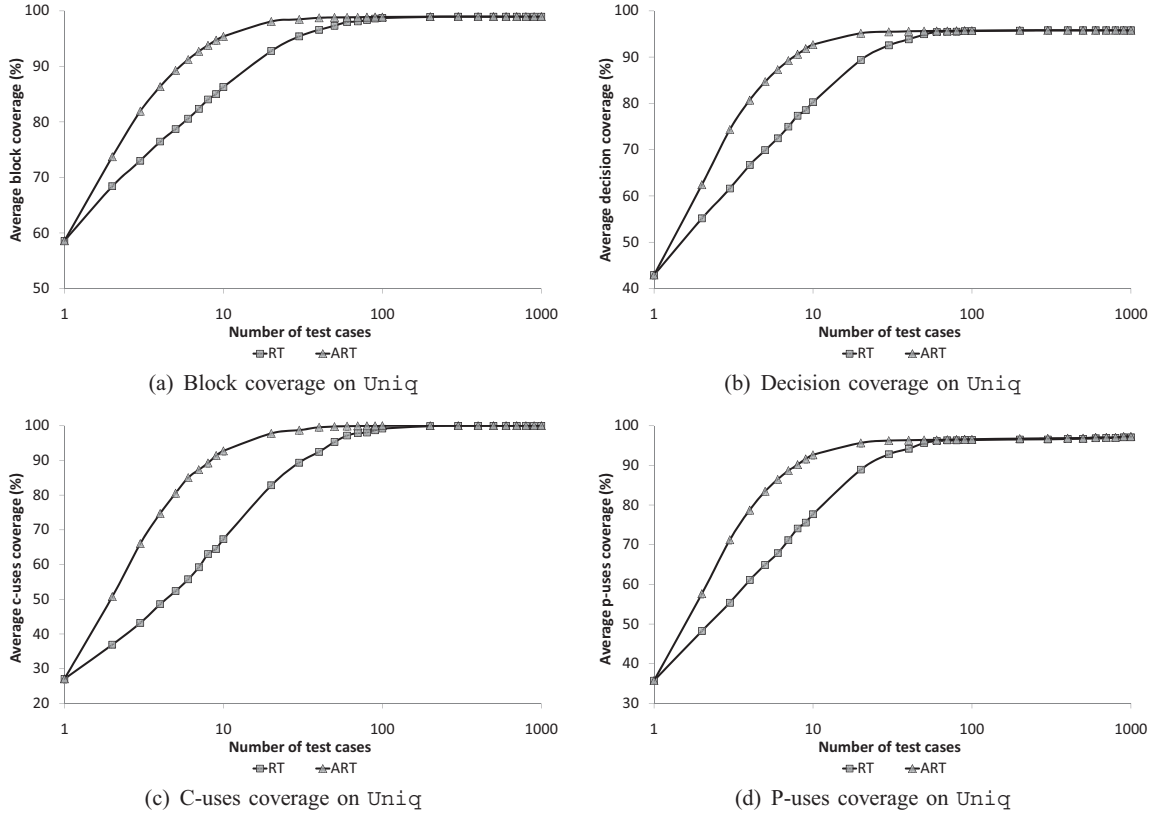 Average block coverage (%)
100
90
80
70
60
50
1 10 100 1000
Number of test cases
RT ART
(a) Block coverage on Uniq
Average decision coverage (%)
100
90
80
70
60
50
40
1 10 100 1000
Number of test cases
RT ART
(b) Decision coverage on Uniq
Average c-uses coverage (%)
100
90
80
70
60
50
40
30
20
1 10 100 1000
Number of test cases
RT ART
(c) C-uses coverage on Uniq
Average p-uses coverage (%)
100
90
80
70
60
50
40
30
1 10 100 1000
Number of test cases
RT ART
(d) P-uses coverage on Uniq